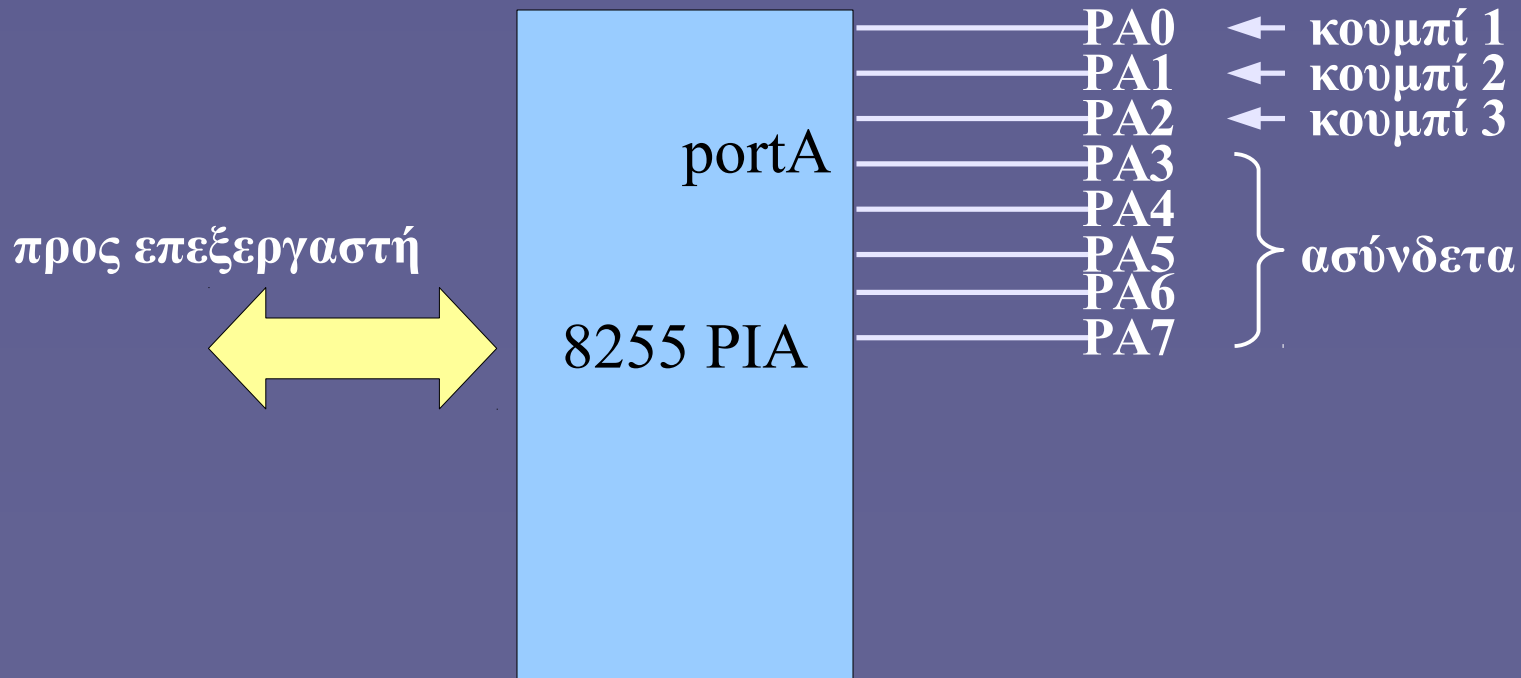 PA0 κουμπί 1
PA1 κουμπί 2
PA2 κουμπί 3
portA
PA3
PA4
προς επεξεργαστή
PA5 ασύνδετα
PA6
8255 PIA
PA7